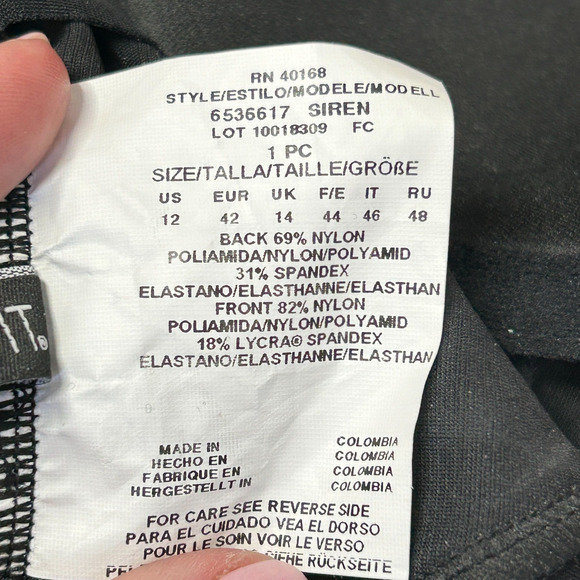 RN 40168
STYLE/ESTILO/MODELE/MODELL
6536617 SIREN
LOT 10018309 FC
1 PC
SIZE/TALLA/TAILLE/GRÖßE
US EUR UK F/E IT RU
12 42 14 44 46 48
BACK 69% NYLON
POLIAMIDA/NYLON/POLYAMID
31% SPANDEX
ELASTANO/ELASTHANNE/ELASTHAN
FRONT 82% NYLON
POLIAMIDA/NYLON/POLYAMID
18% LYCRA® SPANDEX
ELASTANO/ELASTHANNE/ELASTHAN
MADE IN COLOMBIA
HECHO EN COLOMBIA
FABRIQUE EN COLOMBIA
HERGESTELLT IN COLOMBIA
FOR CARE SEE REVERSE SIDE
PARA EL CUIDADO VEA EL DORSO
POUR LE SOIN VOIR LE VERSO
SIEHE RÜCKSEITE